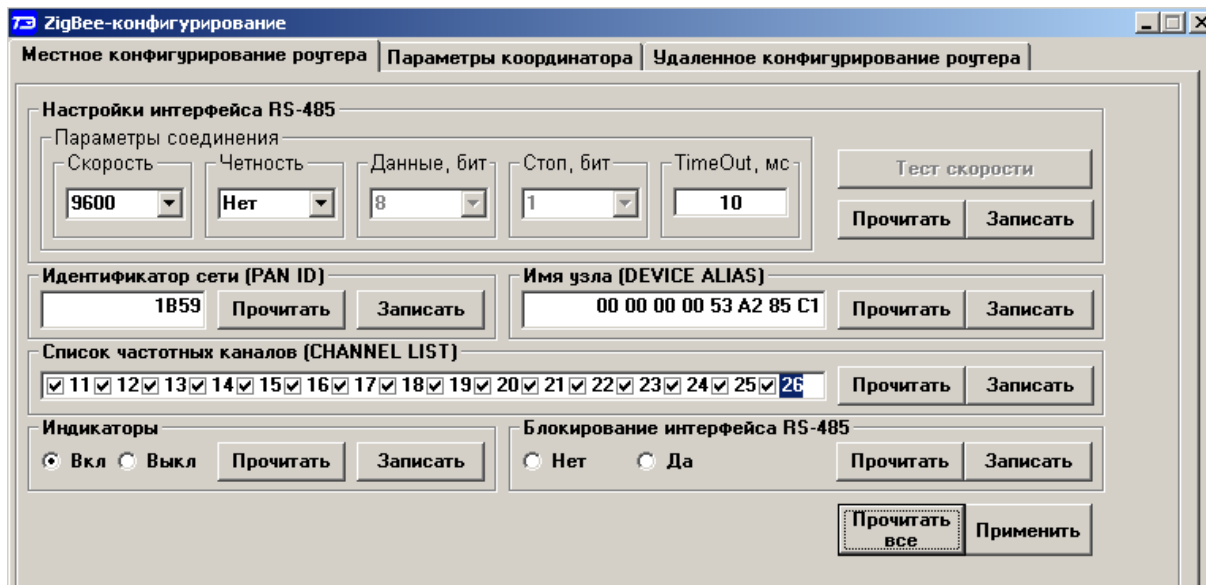 ТЭ ZigBee-конфигурирование
Местное конфигурирование роутера Параметры координатора Удаленное конфигурирование роутера
Настройки интерфейса RS-485
Параметры соединения
Скорость Четность Данные, бит Стоп, бит TimeOut, мс
Тест скорости
9600 Нет 8 1 10
Прочитать Записать
Идентификатор сети (PAN ID) Имя узла (DEVICE ALIAS)
1B59 Прочитать Записать 00 00 00 00 53 A2 85 C1 Прочитать Записать
Список частотных каналов (CHANNEL LIST)
11 12 13 14 15 16 17 18 19 20 21 22 23 24 25 26 Прочитать Записать
Индикаторы Блокирование интерфейса RS-485
Вкл Выкл Прочитать Записать Нет Да Прочитать Записать
Прочитать все Применить